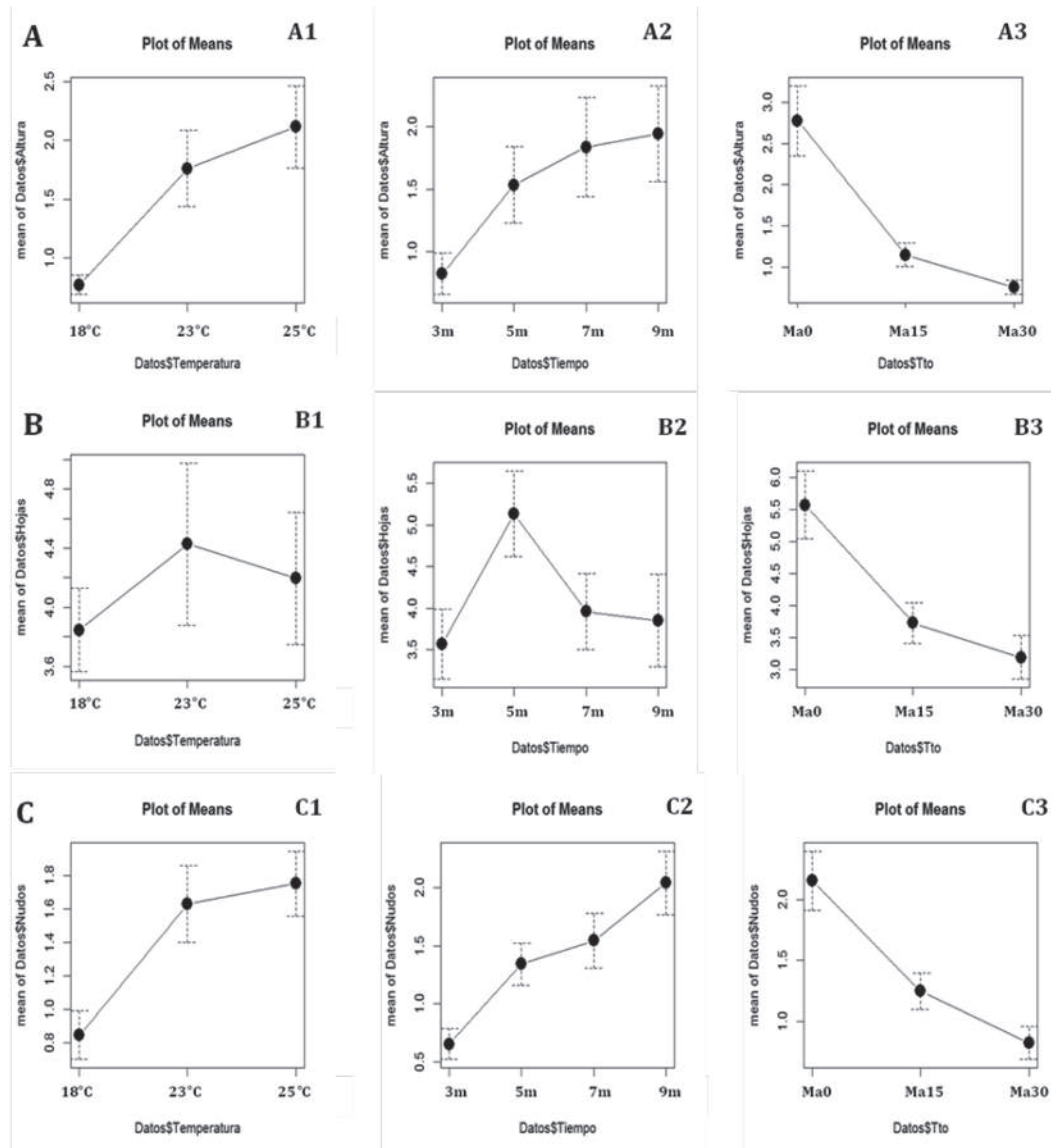 A
A1
Plot of Means
mean of Datos$Altura
2.5
2.0
1.5
1.0
18°C 23°C 25°C
Datos$Temperatura
A2
Plot of Means
mean of Datos$Altura
2.0
1.5
1.0
3m 5m 7m 9m
Datos$Tiempo
A3
Plot of Means
mean of Datos$Altura
3.0
2.5
2.0
1.5
1.0
Ma0 Ma15 Ma30
Datos$Tto
B
B1
Plot of Means
mean of Datos$Hojas
4.8
4.4
4.0
3.6
18°C 23°C 25°C
Datos$Temperatura
B2
Plot of Means
mean of Datos$Hojas
5.5
5.0
4.5
4.0
3.5
3m 5m 7m 9m
Datos$Tiempo
B3
Plot of Means
mean of Datos$Hojas
6.0
5.5
5.0
4.5
4.0
3.5
3.0
Ma0 Ma15 Ma30
Datos$Tto
C
C1
Plot of Means
mean of Datos$Nudos
1.8
1.6
1.4
1.2
1.0
0.8
18°C 23°C 25°C
Datos$Temperatura
C2
Plot of Means
mean of Datos$Nudos
2.0
1.5
1.0
0.5
3m 5m 7m 9m
Datos$Tiempo
C3
Plot of Means
mean of Datos$Nudos
2.0
1.5
1.0
Ma0 Ma15 Ma30
Datos$Tto